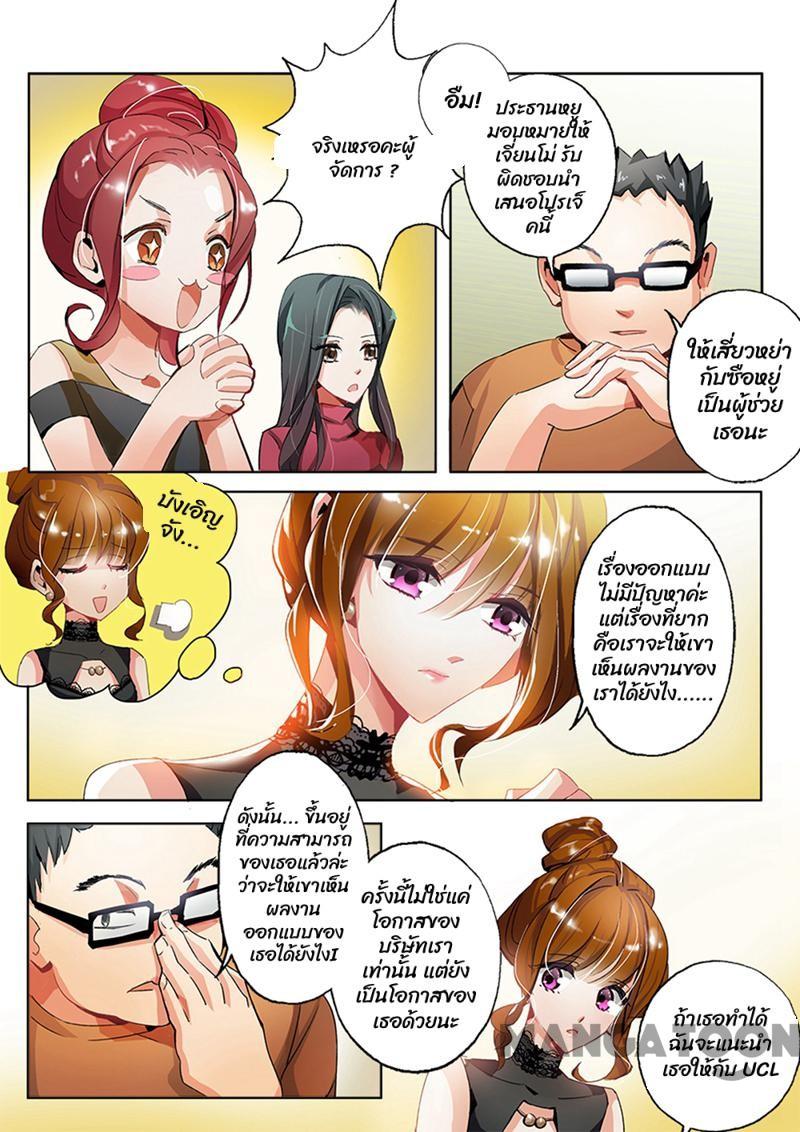 จริงเหรอคะผู้
จัดการ ?
อืม!
ประธานหยู
มอบหมายให้
เจี่ยนโม่ รับ
ผิดชอบนำ
เสนอโปรเจ็
คนี้
ให้เสี่ยวหย่า
กับซือหยู่
เป็นผู้ช่วย
เธอนะ
บังเอิญ
จัง...
เรื่องออกแบบ
ไม่มีปัญหาค่ะ
แต่เรื่องที่ยาก
คือเราจะให้เขา
เห็นผลงานของ
เราได้ยังไง......
ดังนั้น... ขึ้นอยู่
ที่ความสามารถ
ของเธอแล้วล่ะ
ว่าจะให้เขาเห็น
ผลงาน
ออกแบบของ
เธอได้ยังไงI
ครั้งนี้ไม่ใช่แค่
โอกาสของ
บริษัทเรา
เท่านั้น แต่ยัง
เป็นโอกาสของ
เธอด้วยนะ
ถ้าเธอทำได้
ฉันจะแนะนำ
เธอให้กับ UCL
MANGATOON